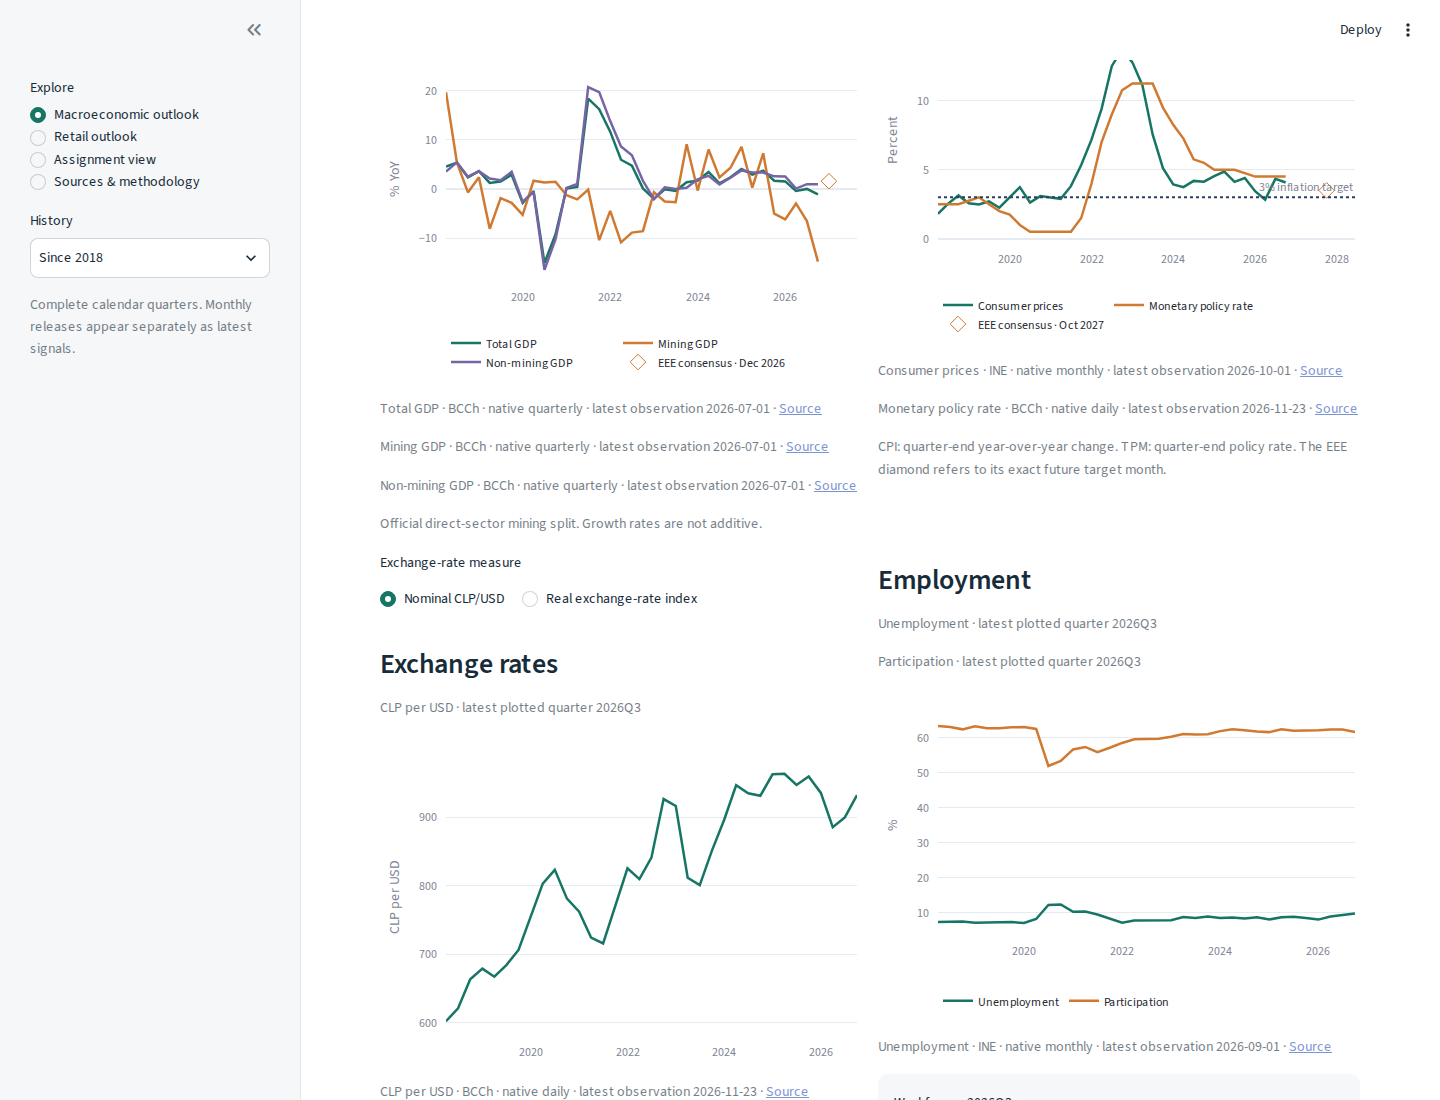 Deploy
Explore
Macroeconomic outlook
Retail outlook
Assignment view
Sources & methodology
History
Since 2018
Complete calendar quarters. Monthly
releases appear separately as latest
signals.
% YoY
20
10
0
−10
2020
2022
2024
2026
Total GDP
Mining GDP
Non-mining GDP
EEE consensus · Dec 2026
Total GDP · BCCh · native quarterly · latest observation 2026-07-01 · Source
Mining GDP · BCCh · native quarterly · latest observation 2026-07-01 · Source
Non-mining GDP · BCCh · native quarterly · latest observation 2026-07-01 · Source
Official direct-sector mining split. Growth rates are not additive.
Exchange-rate measure
Nominal CLP/USD
Real exchange-rate index
Exchange rates
CLP per USD · latest plotted quarter 2026Q3
CLP per USD
900
800
700
600
2020
2022
2024
2026
CLP per USD · BCCh · native daily · latest observation 2026-11-23 · Source
Percent
10
5
0
3% inflation target
2020
2022
2024
2026
2028
Consumer prices
Monetary policy rate
EEE consensus · Oct 2027
Consumer prices · INE · native monthly · latest observation 2026-10-01 · Source
Monetary policy rate · BCCh · native daily · latest observation 2026-11-23 · Source
CPI: quarter-end year-over-year change. TPM: quarter-end policy rate. The EEE
diamond refers to its exact future target month.
Employment
Unemployment · latest plotted quarter 2026Q3
Participation · latest plotted quarter 2026Q3
%
60
50
40
30
20
10
2020
2022
2024
2026
Unemployment
Participation
Unemployment · INE · native monthly · latest observation 2026-09-01 · Source